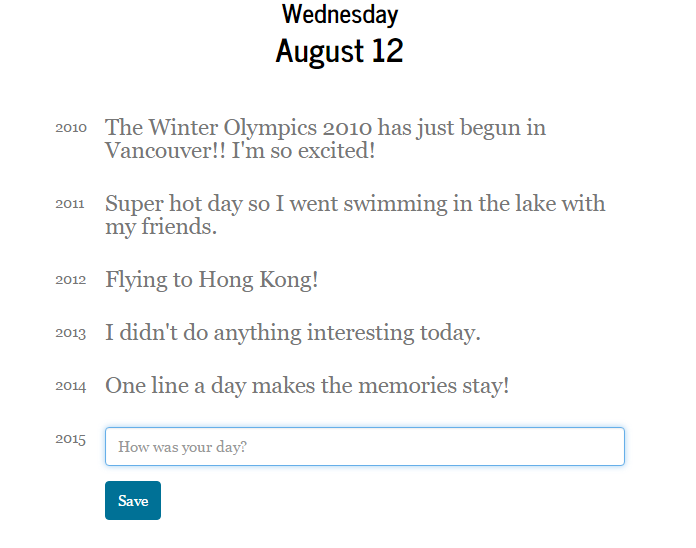 Wednesday
August 12
2010 The Winter Olympics 2010 has just begun in
Vancouver!! I'm so excited!
2011 Super hot day so I went swimming in the lake with
my friends.
2012 Flying to Hong Kong!
2013 I didn't do anything interesting today.
2014 One line a day makes the memories stay!
2015 How was your day?
Save